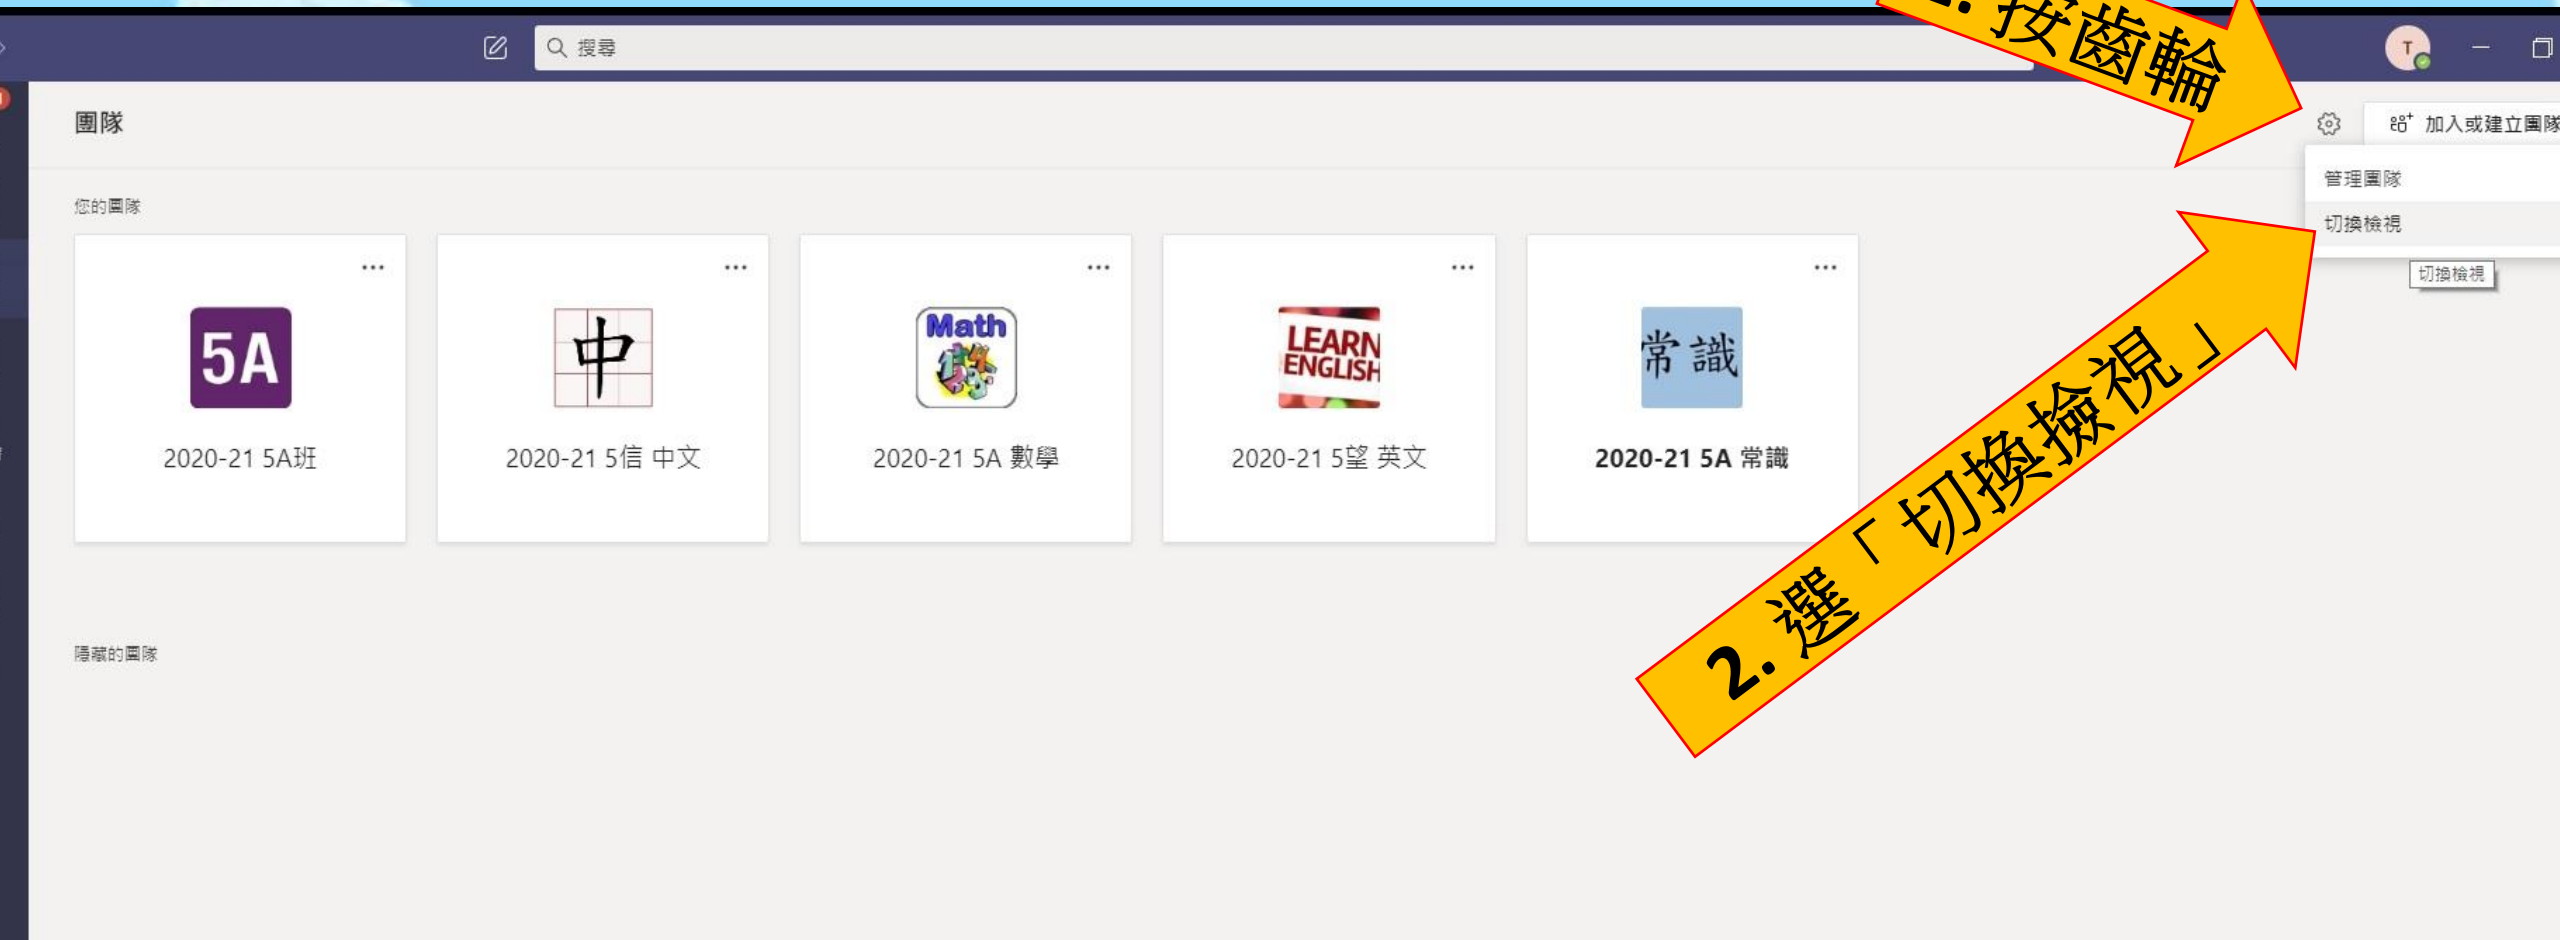 搜尋
按齒輪
T
團隊
加入或建立團隊
管理團隊
切換檢視
切換檢視
您的團隊
5A
2020-21 5A班
中
2020-21 5信 中文
Math
2020-21 5A 數學
LEARN
ENGLISH
2020-21 5望 英文
常識
2020-21 5A 常識
2. 選「切換檢視」
隱藏的團隊